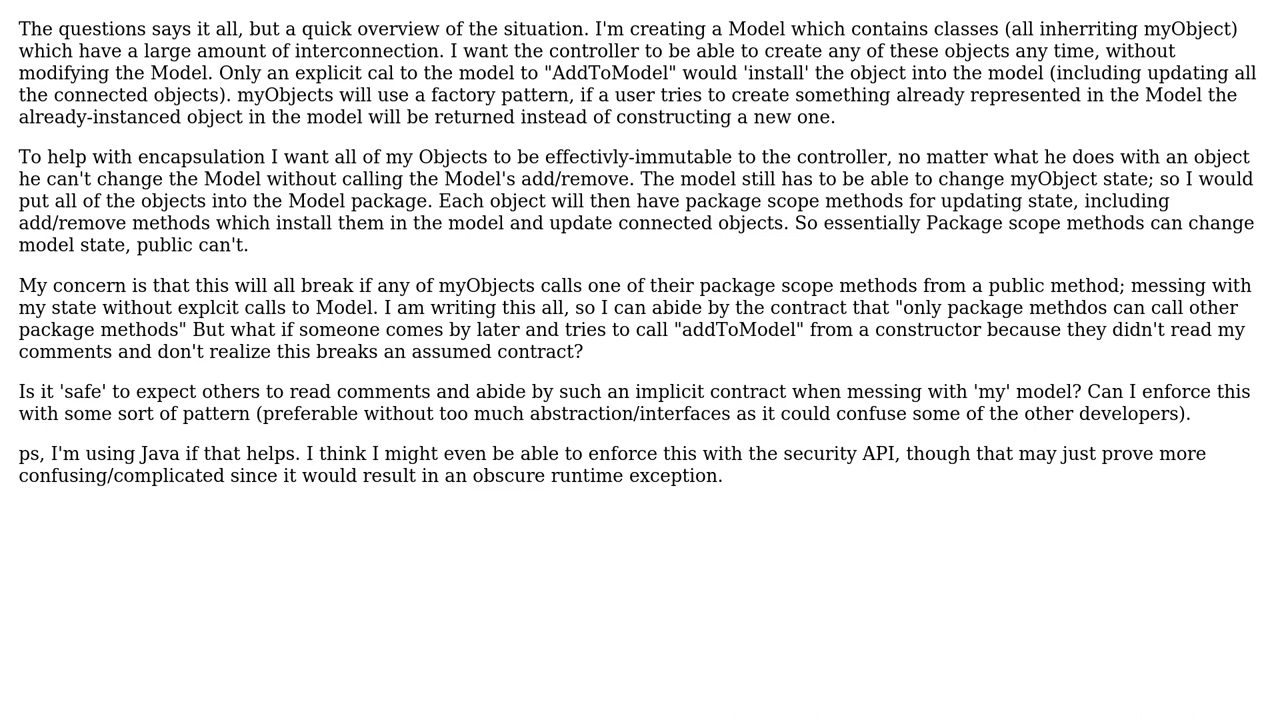 The questions says it all, but a quick overview of the situation. I'm creating a Model which contains classes (all inherriting myObject)
which have a large amount of interconnection. I want the controller to be able to create any of these objects any time, without
modifying the Model. Only an explicit cal to the model to "AddToModel" would 'install' the object into the model (including updating all
the connected objects). myObjects will use a factory pattern, if a user tries to create something already represented in the Model the
already-instanced object in the model will be returned instead of constructing a new one.
To help with encapsulation I want all of my Objects to be effectivly-immutable to the controller, no matter what he does with an object
he can't change the Model without calling the Model's add/remove. The model still has to be able to change myObject state; so I would
put all of the objects into the Model package. Each object will then have package scope methods for updating state, including
add/remove methods which install them in the model and update connected objects. So essentially Package scope methods can change
model state, public can't.
My concern is that this will all break if any of myObjects calls one of their package scope methods from a public method; messing with
my state without explcit calls to Model. I am writing this all, so I can abide by the contract that "only package methdos can call other
package methods" But what if someone comes by later and tries to call "addToModel" from a constructor because they didn't read my
comments and don't realize this breaks an assumed contract?
Is it 'safe' to expect others to read comments and abide by such an implicit contract when messing with 'my' model? Can I enforce this
with some sort of pattern (preferable without too much abstraction/interfaces as it could confuse some of the other developers).
ps, I'm using Java if that helps. I think I might even be able to enforce this with the security API, though that may just prove more
confusing/complicated since it would result in an obscure runtime exception.